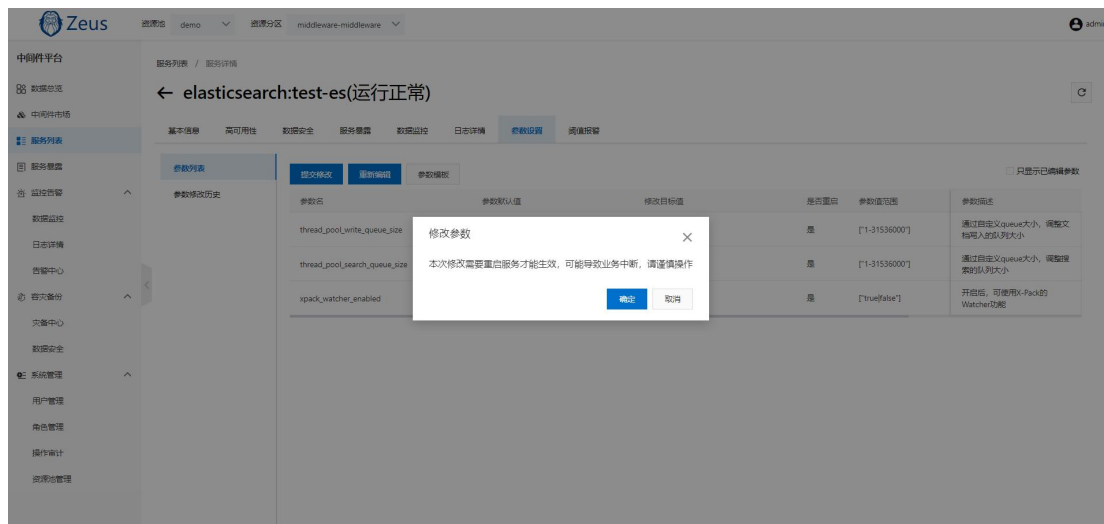 Zeus
资源池 demo 资源分区 middleware-middleware admi
中间件平台
数据总览
中间件市场
服务列表
服务暴露
监控告警
数据监控
日志详情
告警中心
容灾备份
灾备中心
数据安全
系统管理
用户管理
角色管理
操作审计
资源池管理
服务列表 / 服务详情
← elasticsearch:test-es(运行正常)
基本信息 高可用性 数据安全 服务暴露 数据监控 日志详情 参数设置 阈值报警
参数列表
参数修改历史
提交修改 重新编辑 参数模板 只显示已编辑参数
参数名 参数默认值 修改目标值 是否重启 参数值范围 参数描述
thread_pool_write_queue_size 是 ["1-31536000"] 通过自定义queue大小，调整文
档写入的队列大小
thread_pool_search_queue_size 是 ["1-31536000"] 通过自定义queue大小，调整搜
索的队列大小
xpack_watcher_enabled 是 ["true|false"] 开启后，可使用X-Pack的
Watcher功能
修改参数
本次修改需要重启服务才能生效，可能导致业务中断，请谨慎操作
确定 取消